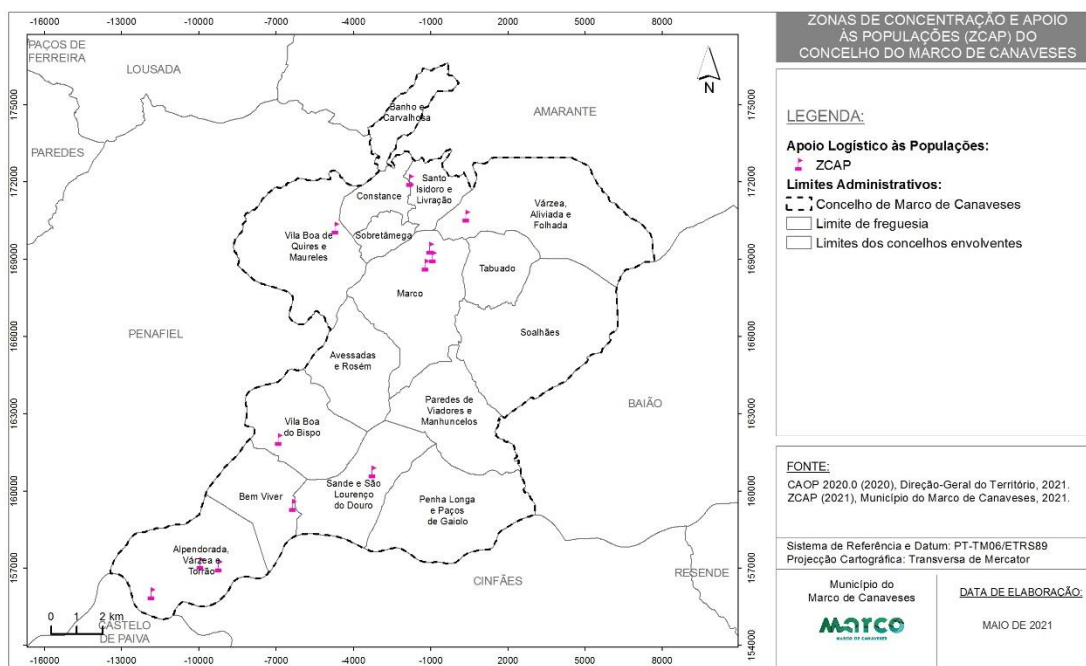 -16000 -13000 -10000 -7000 -4000 -1000 2000 5000 8000
175000
172000
169000
166000
163000
160000
157000
154000
PAÇOS DE
FERREIRA
LOUSADA
PAREDES
AMARANTE
PENAFIEL
BAIÃO
CINFÃES
RESENDE
CASTELO
DE PAIVA
N
Banho e
Carvalhosa
Santo
Isidoro e
Livração
Constance
Várzea,
Aliviada e
Folhada
Vila Boa de
Quires e
Maureles
Sobretâmega
Tabuado
Marco
Soalhães
Avessadas
e Rosém
Paredes de
Viadores e
Manhuncelos
Vila Boa
do Bispo
Bem Viver
Sande e São
Lourenço
do Douro
Penha Longa
e Paços
de Gaiolo
Alpendorada,
Várzea e
Torrão
0 1 2 km
175000
172000
169000
166000
163000
160000
157000
154000
-13000 -10000 -7000 -4000 -1000 2000 5000 8000
ZONAS DE CONCENTRAÇÃO E APOIO
ÀS POPULAÇÕES (ZCAP) DO
CONCELHO DO MARCO DE CANAVESES
LEGENDA:
Apoio Logístico às Populações:
ZCAP
Limites Administrativos:
Concelho de Marco de Canaveses
Limite de freguesia
Limites dos concelhos envolventes
FONTE:
CAOP 2020.0 (2020), Direção-Geral do Território, 2021.
ZCAP (2021), Município do Marco de Canaveses, 2021.
Sistema de Referência e Datum: PT-TM06/ETRS89
Projecção Cartográfica: Transversa de Mercator
Município do
Marco de Canaveses
MARCO
MARCO DE CANAVESES
DATA DE ELABORAÇÃO:
MAIO DE 2021